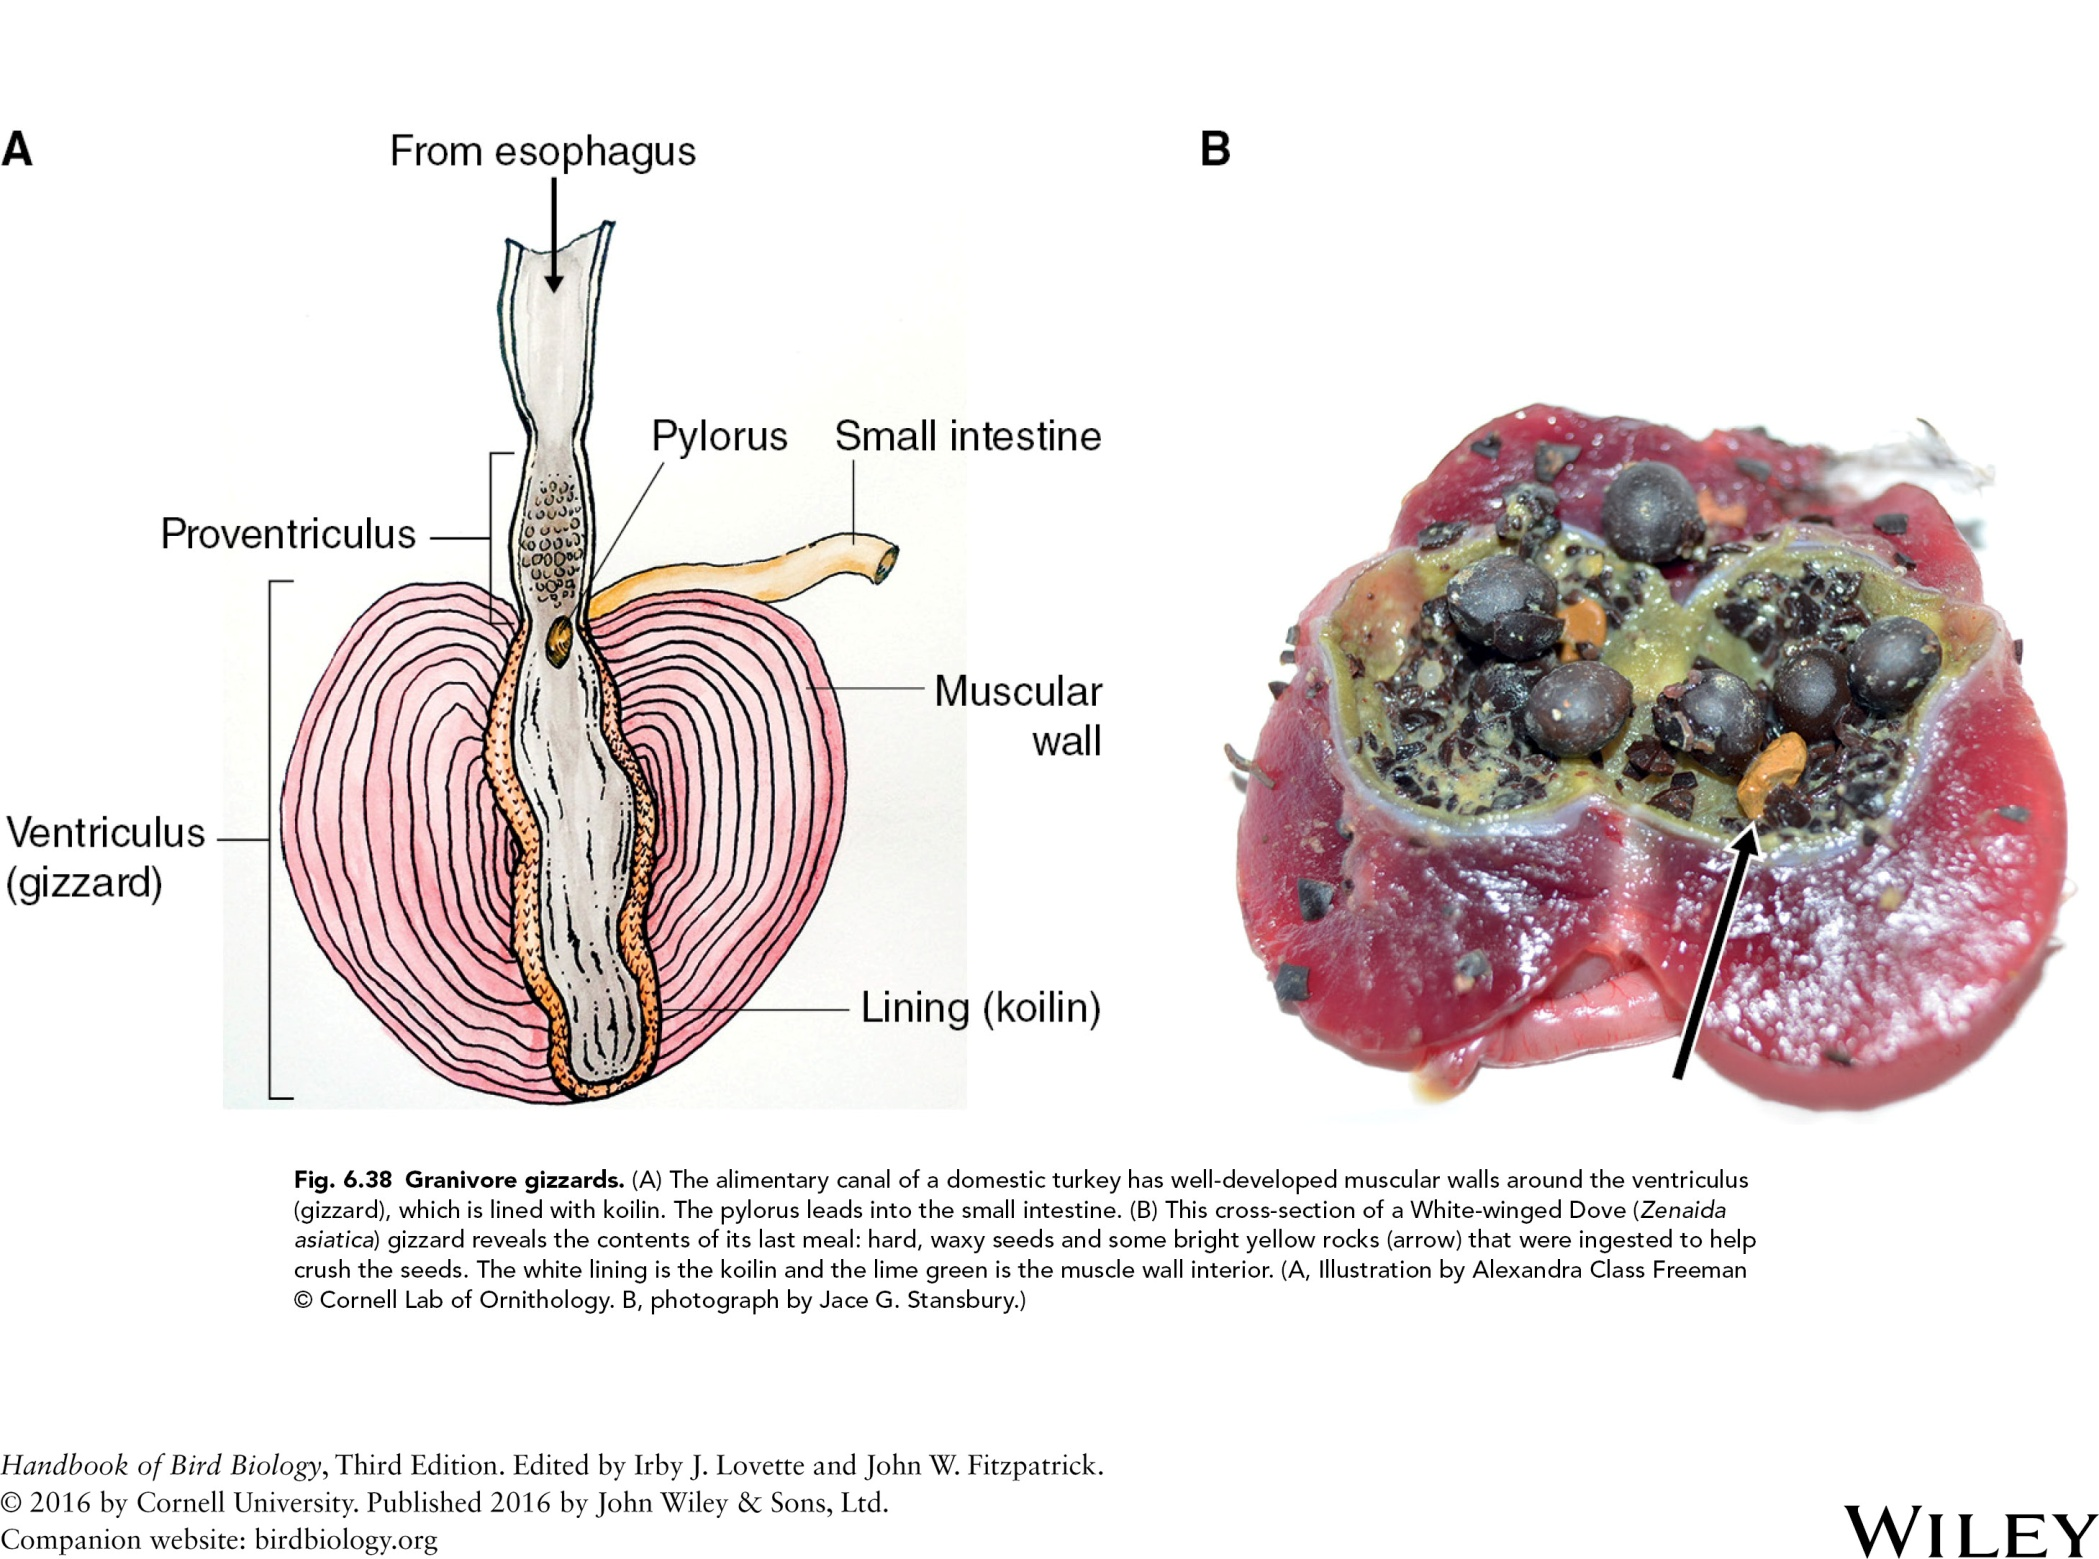 A
B
From esophagus
Pylorus
Small intestine
Proventriculus
Muscular
wall
Ventriculus
(gizzard)
Lining (koilin)
Fig. 6.38 Granivore gizzards. (A) The alimentary canal of a domestic turkey has well-developed muscular walls around the ventriculus
(gizzard), which is lined with koilin. The pylorus leads into the small intestine. (B) This cross-section of a White-winged Dove (Zenaida
asiatica) gizzard reveals the contents of its last meal: hard, waxy seeds and some bright yellow rocks (arrow) that were ingested to help
crush the seeds. The white lining is the koilin and the lime green is the muscle wall interior. (A, Illustration by Alexandra Class Freeman
© Cornell Lab of Ornithology. B, photograph by Jace G. Stansbury.)
Handbook of Bird Biology, Third Edition. Edited by Irby J. Lovette and John W. Fitzpatrick.
© 2016 by Cornell University. Published 2016 by John Wiley & Sons, Ltd.
Companion website: birdbiology.org
WILEY